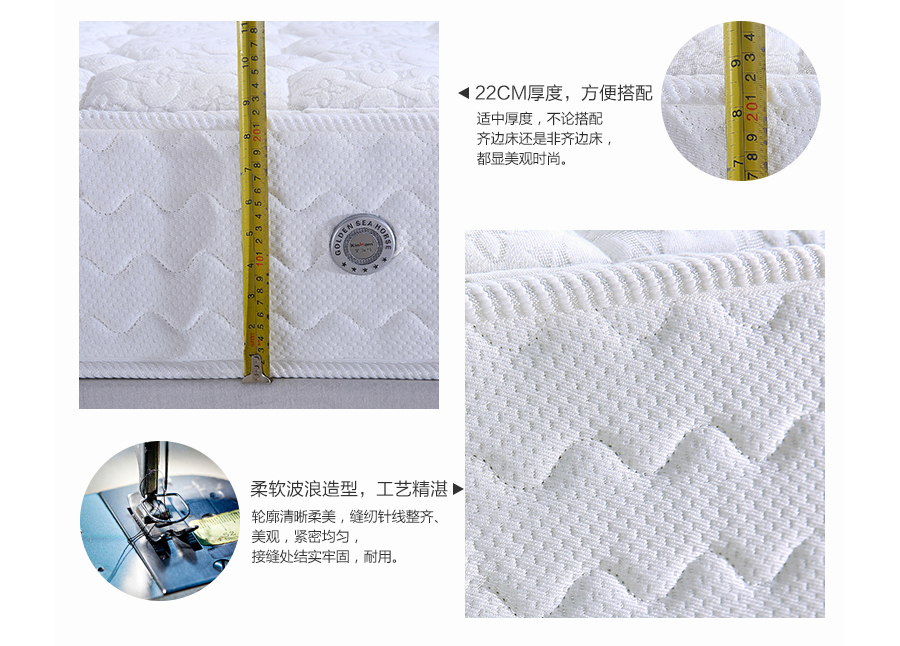 22CM厚度，方便搭配
适中厚度，不论搭配
齐边床还是非齐边床，
都显美观时尚。
GOLDEN SEA HORSE
柔软波浪造型，工艺精湛
轮廓清晰柔美，缝纫针线整齐、
美观，紧密均匀，
接缝处结实牢固，耐用。